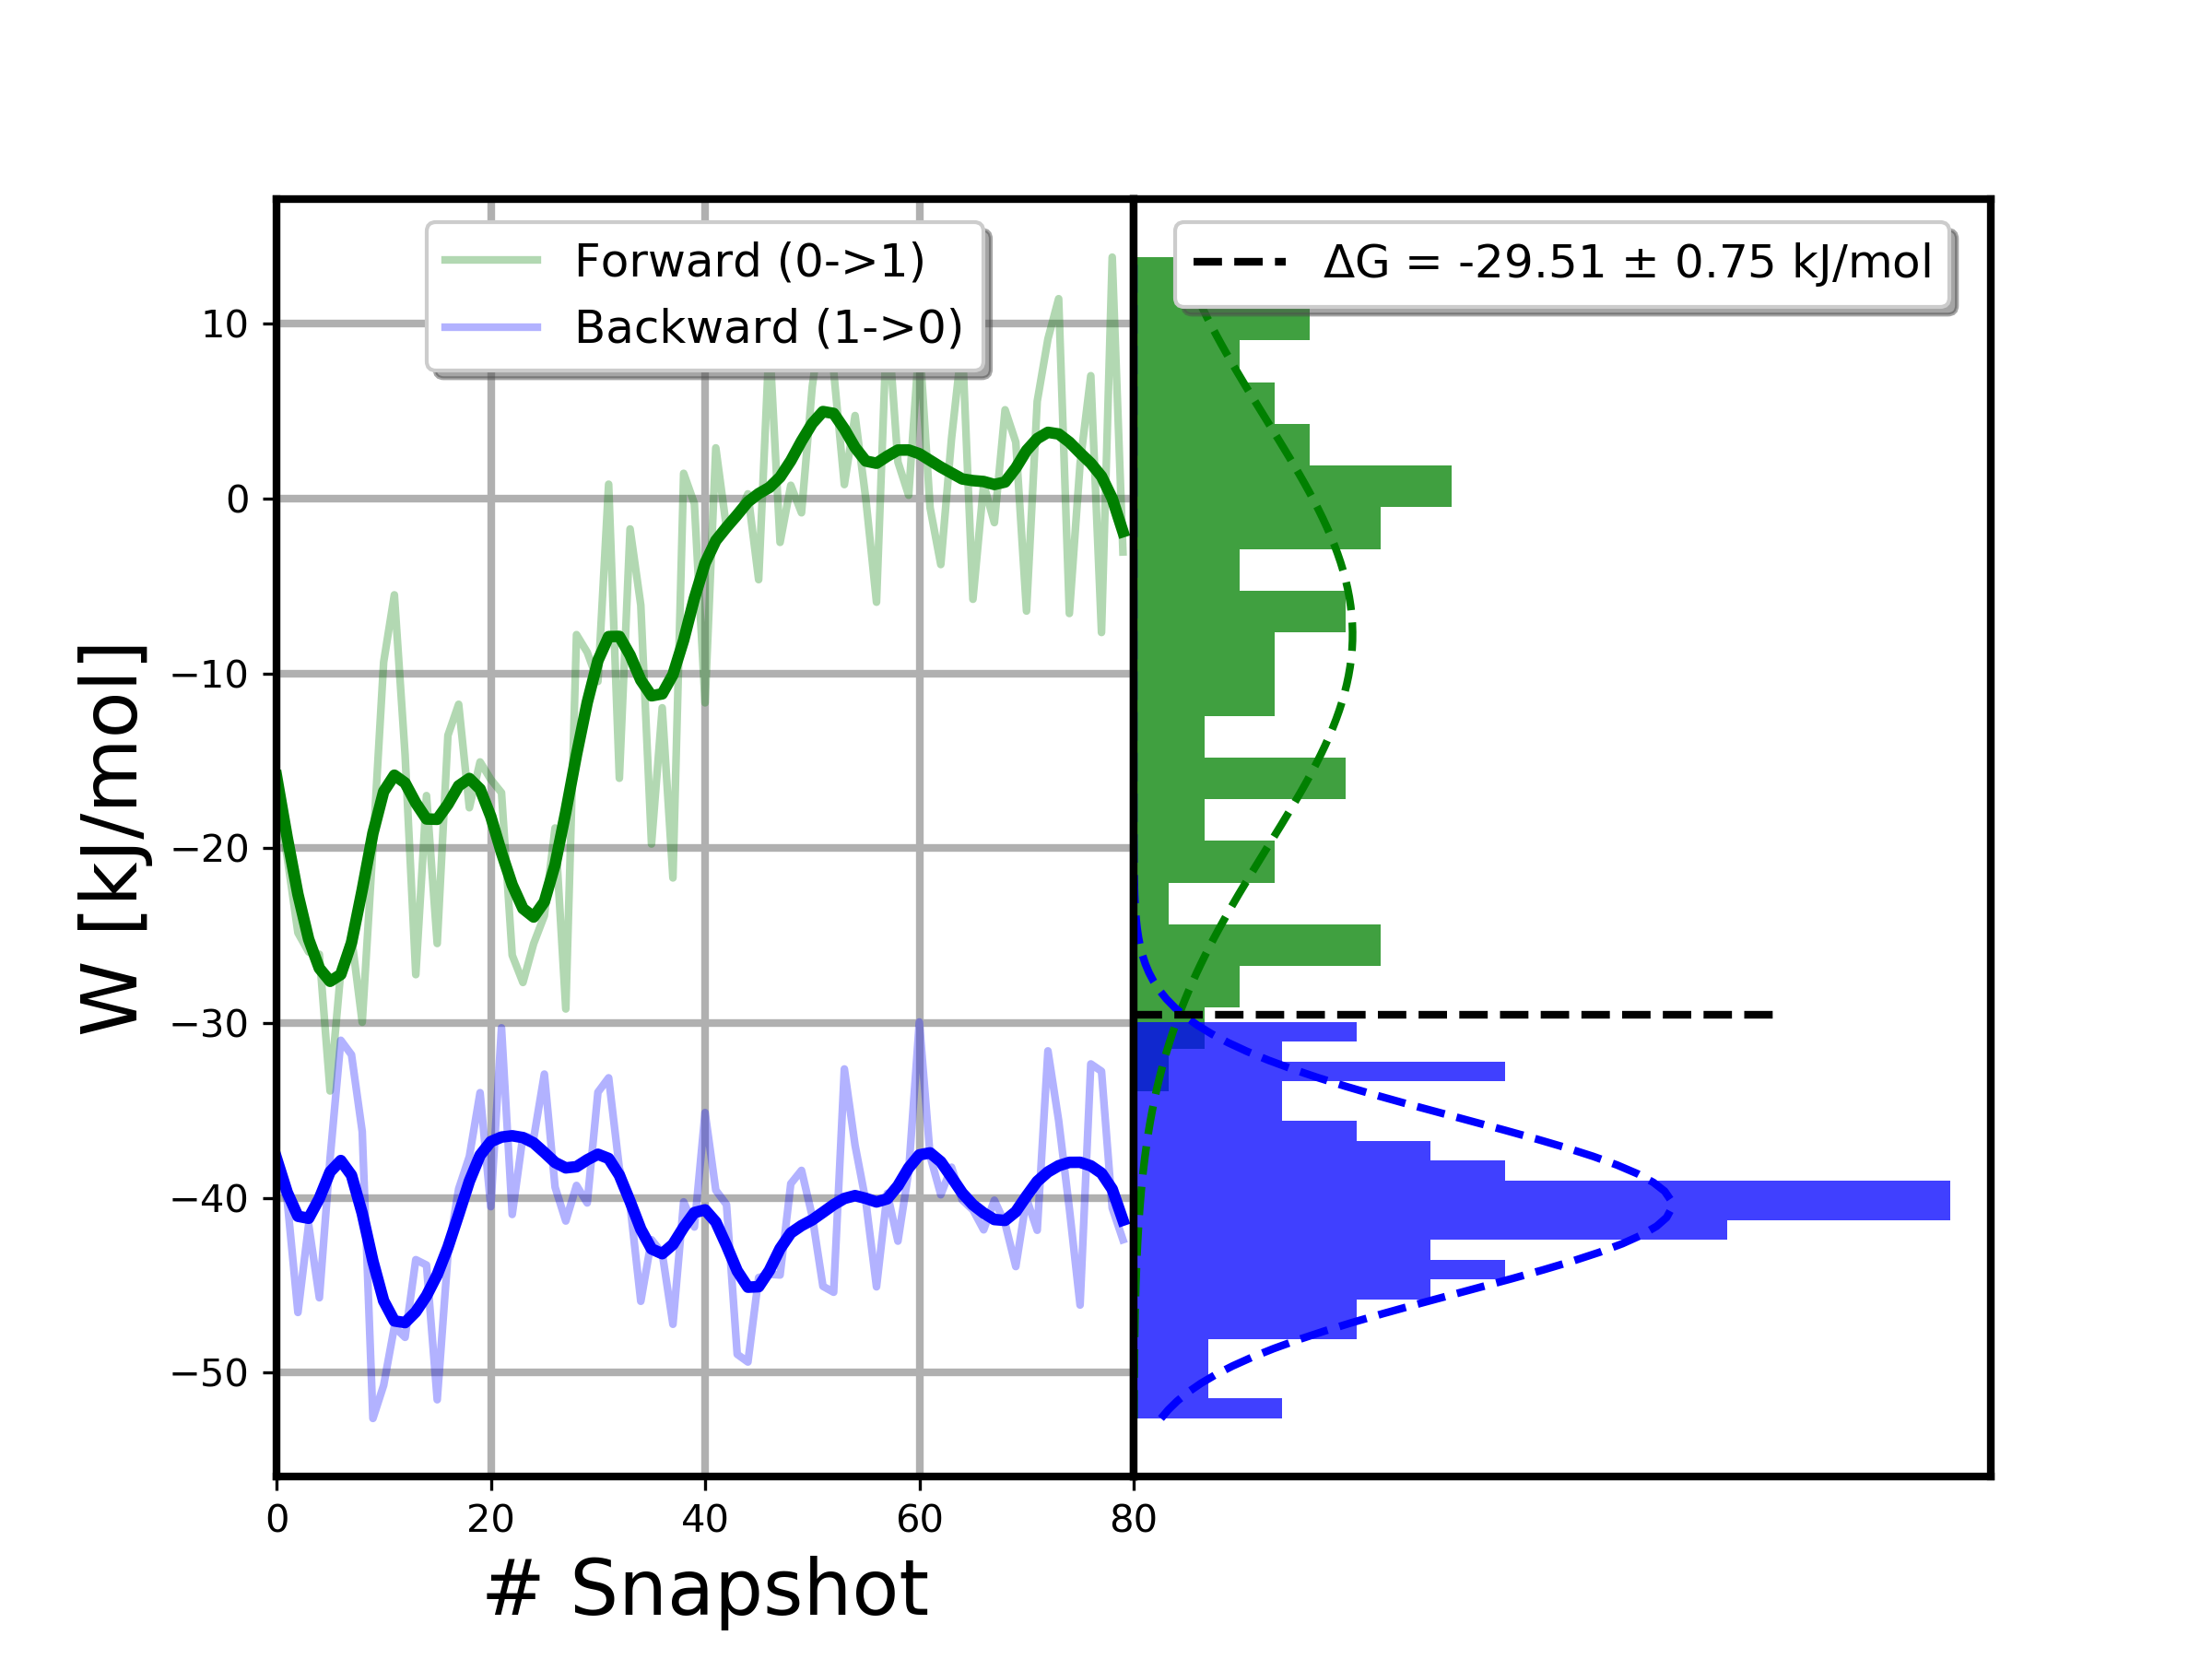 Forward (0->1)
Backward (1->0)
ΔG = -29.51 ± 0.75 kJ/mol
W [kJ/mol]
10
0
−10
−20
−30
−40
−50
0 20 40 60 80
# Snapshot